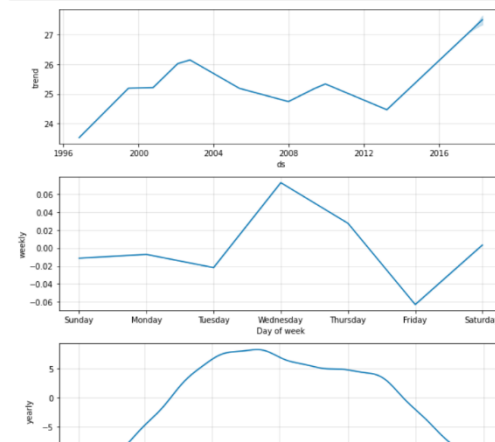 27
26
25
24
trend
1996 2000 2004 2008 2012 2016
ds
0.06
0.04
0.02
0.00
−0.02
−0.04
−0.06
weekly
Sunday Monday Tuesday Wednesday Thursday Friday Saturda
Day of week
5
0
−5
yearly